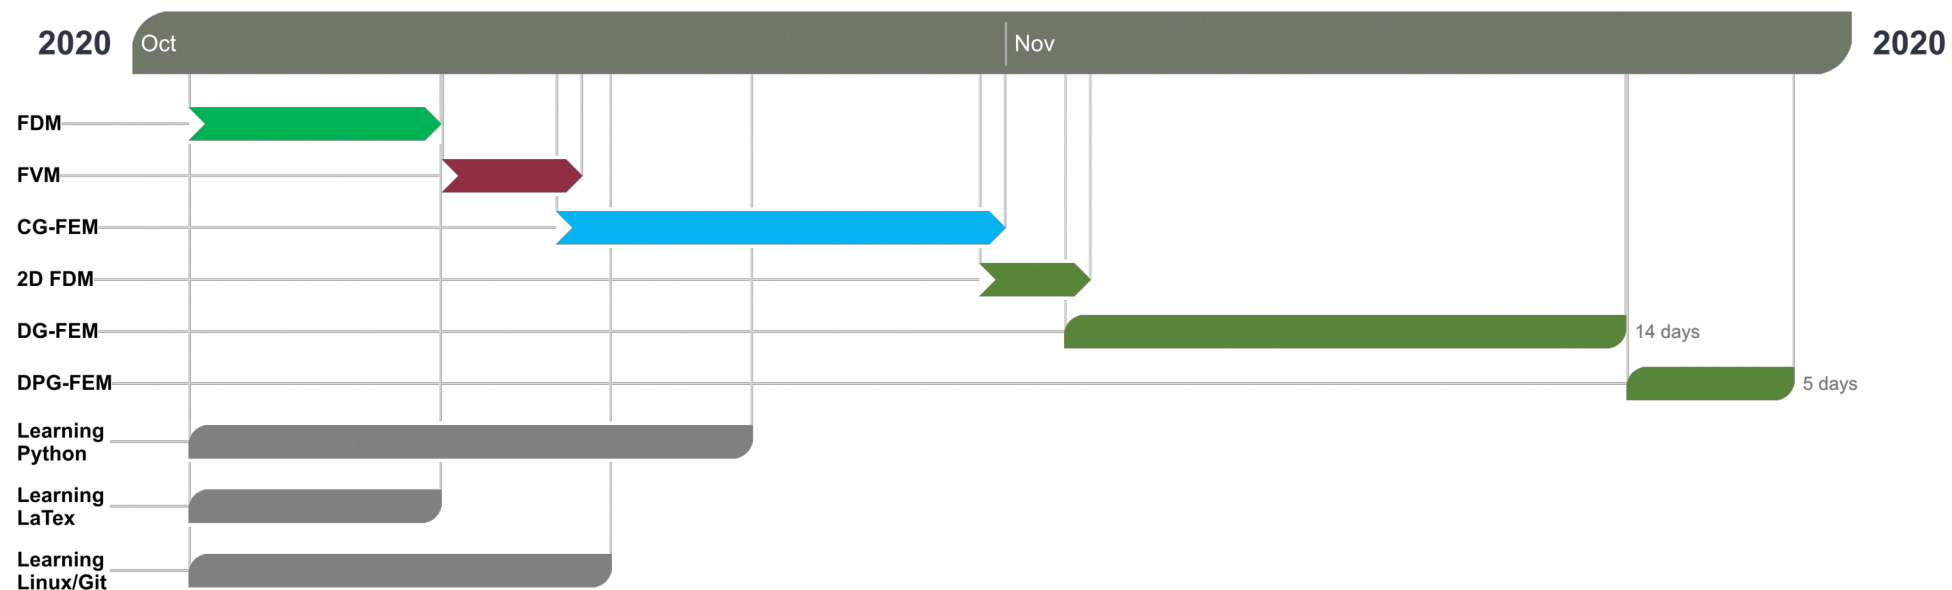 2020
Oct
Nov
2020
FDM
FVM
CG-FEM
2D FDM
DG-FEM
14 days
DPG-FEM
5 days
Learning
Python
Learning
LaTex
Learning
Linux/Git